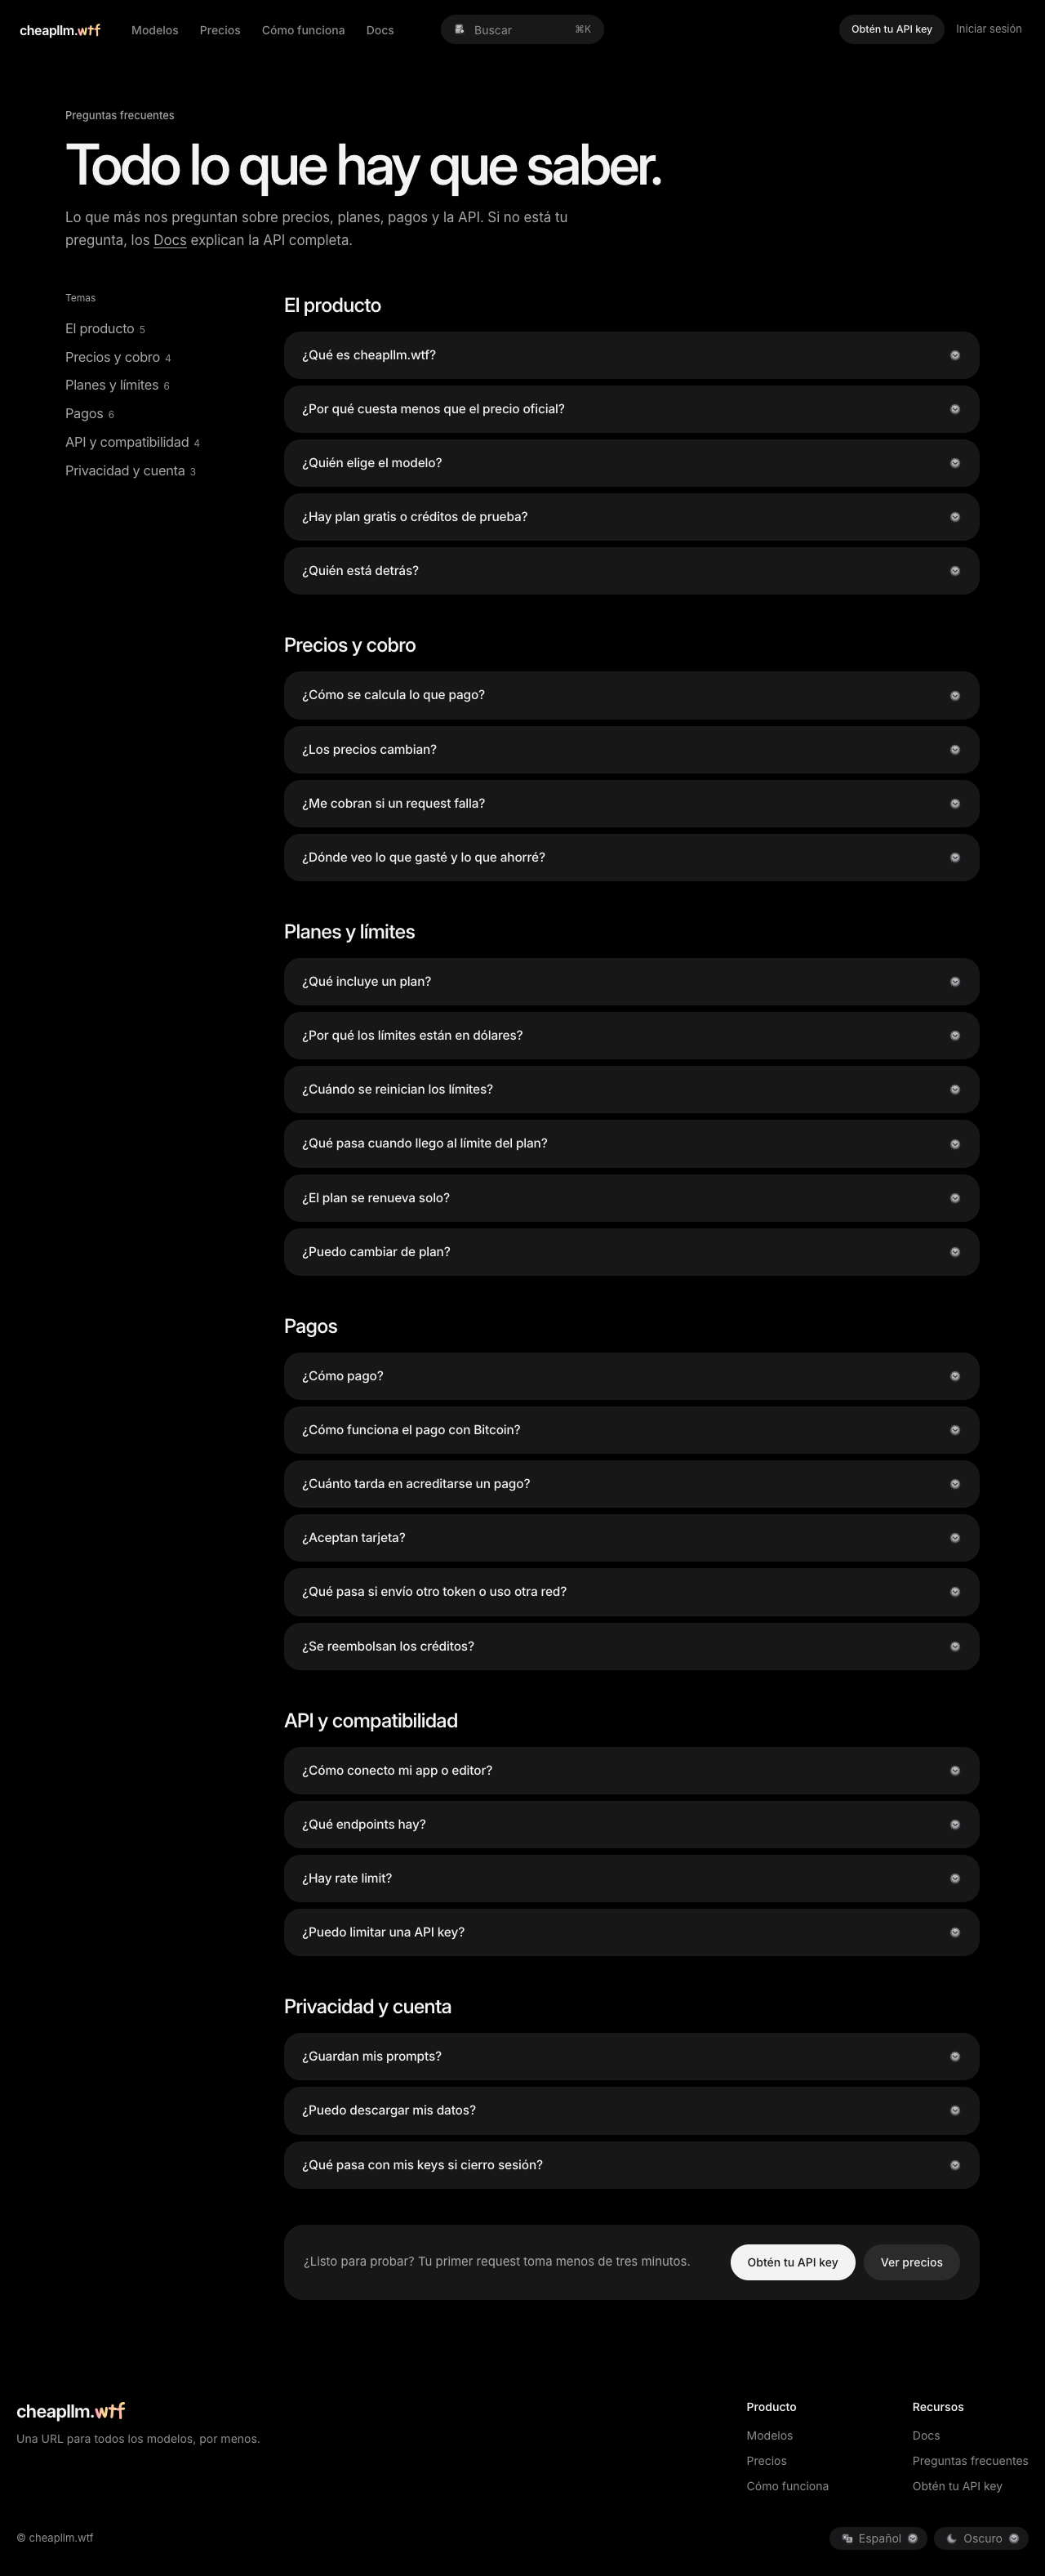 cheapllm.wtf
Modelos
Precios
Cómo funciona
Docs
Buscar
⌘K
Obtén tu API key
Iniciar sesión
Preguntas frecuentes
Todo lo que hay que saber.
Lo que más nos preguntan sobre precios, planes, pagos y la API. Si no está tu
pregunta, los Docs explican la API completa.
Temas
El producto 5
Precios y cobro 4
Planes y límites 6
Pagos 6
API y compatibilidad 4
Privacidad y cuenta 3
El producto
¿Qué es cheapllm.wtf?
¿Por qué cuesta menos que el precio oficial?
¿Quién elige el modelo?
¿Hay plan gratis o créditos de prueba?
¿Quién está detrás?
Precios y cobro
¿Cómo se calcula lo que pago?
¿Los precios cambian?
¿Me cobran si un request falla?
¿Dónde veo lo que gasté y lo que ahorré?
Planes y límites
¿Qué incluye un plan?
¿Por qué los límites están en dólares?
¿Cuándo se reinician los límites?
¿Qué pasa cuando llego al límite del plan?
¿El plan se renueva solo?
¿Puedo cambiar de plan?
Pagos
¿Cómo pago?
¿Cómo funciona el pago con Bitcoin?
¿Cuánto tarda en acreditarse un pago?
¿Aceptan tarjeta?
¿Qué pasa si envío otro token o uso otra red?
¿Se reembolsan los créditos?
API y compatibilidad
¿Cómo conecto mi app o editor?
¿Qué endpoints hay?
¿Hay rate limit?
¿Puedo limitar una API key?
Privacidad y cuenta
¿Guardan mis prompts?
¿Puedo descargar mis datos?
¿Qué pasa con mis keys si cierro sesión?
¿Listo para probar? Tu primer request toma menos de tres minutos.
Obtén tu API key
Ver precios
cheapllm.wtf
Una URL para todos los modelos, por menos.
Producto
Modelos
Precios
Cómo funciona
Recursos
Docs
Preguntas frecuentes
Obtén tu API key
© cheapllm.wtf
Español
Oscuro